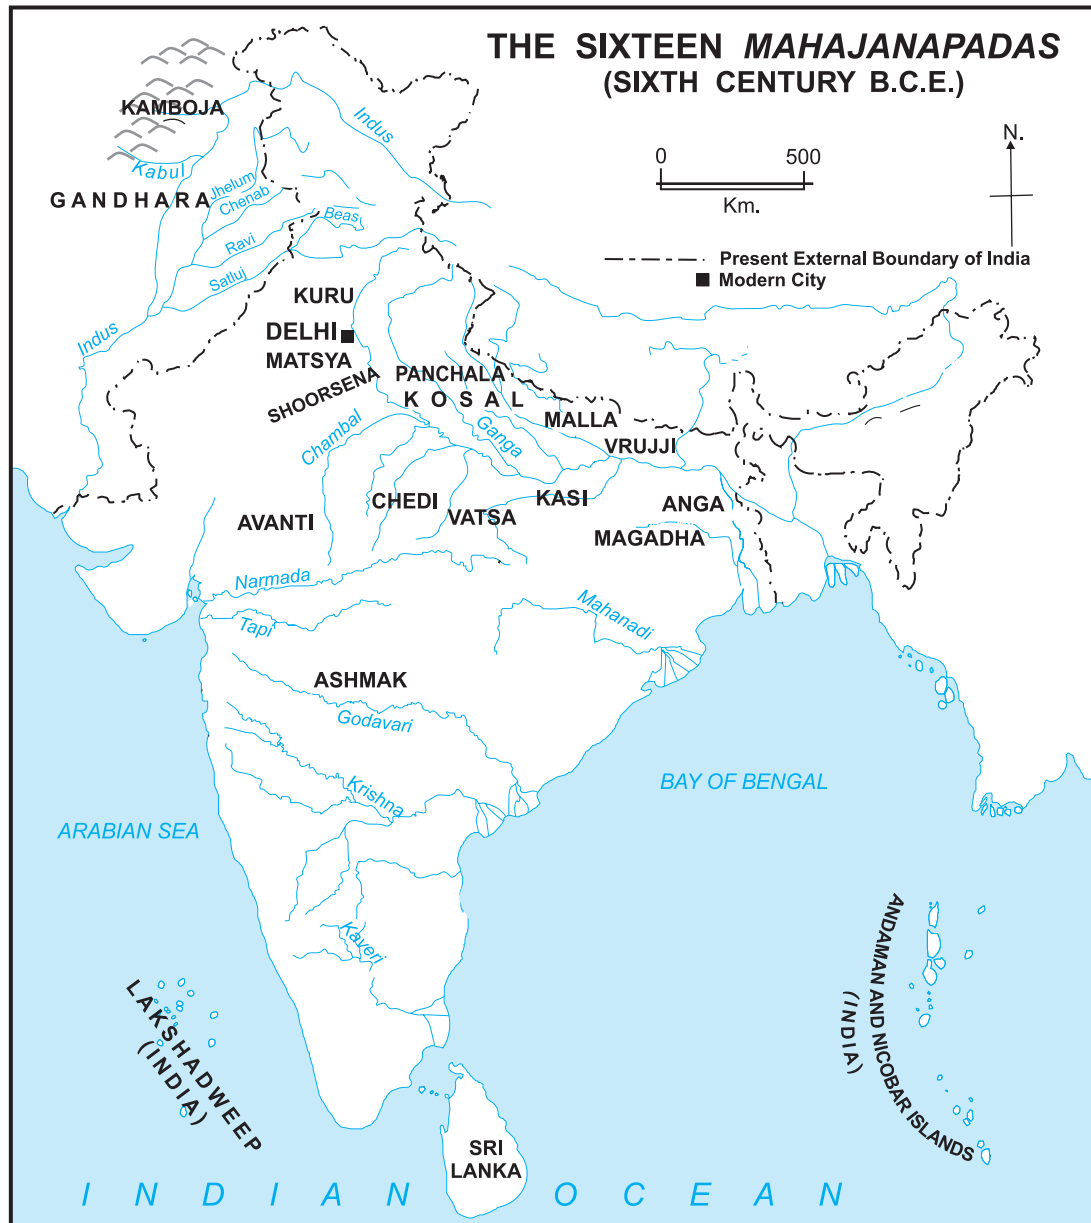 THE SIXTEEN MAHAJANAPADAS
(SIXTH CENTURY B.C.E.)
N.
0 500
Km.
Present External Boundary of India
Modern City
KAMBOJA
Indus
Kabul
GANDHARA
Jhelum
Chenab
Beas
Ravi
Satluj
Indus
KURU
DELHI
MATSYA
SHOORSENA
PANCHALA
KOSAL
MALLA
Ganga
VRUJJI
Chambal
CHEDI
VATSA
KASI
ANGA
AVANTI
MAGADHA
Narmada
Tapi
Mahanadi
ASHMAK
Godavari
Krishna
BAY OF BENGAL
ARABIAN SEA
Kaveri
LAKSHADWEEP
(INDIA)
ANDAMAN AND NICOBAR ISLANDS
(INDIA)
SRI
LANKA
INDIAN OCEAN